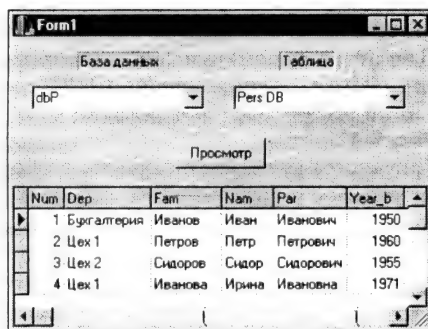 Form1
База данных Таблица
dbP Pers DB
Просмотр
Num Dep Fam Nam Par Year_b
1 Бухгалтерия Иванов Иван Иванович 1950
2 Цех 1 Петров Петр Петрович 1960
3 Цех 2 Сидоров Сидор Сидорович 1955
4 Цех 1 Иванова Ирина Ивановна 1971